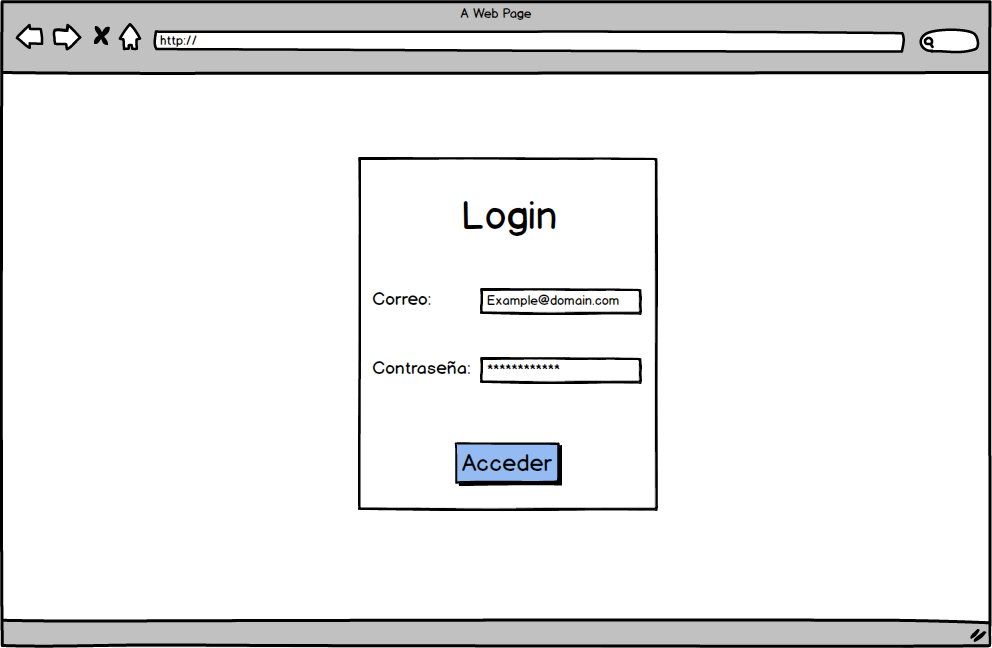 A Web Page
http://
Login
Correo: Example@domain.com
Contraseña: ************
Acceder